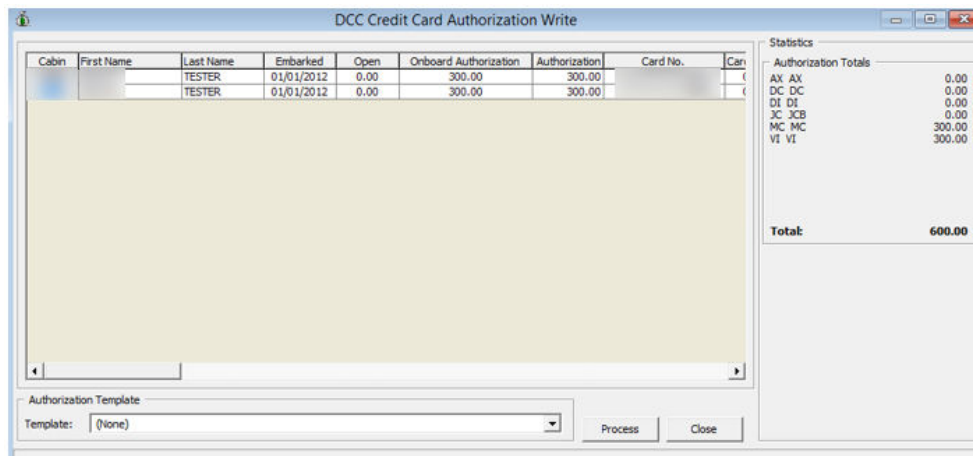 DCC Credit Card Authorization Write
Cabin First Name Last Name Embarked Open Onboard Authorization Authorization Card No. Car
TESTER 01/01/2012 0.00 300.00 300.00
TESTER 01/01/2012 0.00 300.00 300.00
Statistics
Authorization Totals
AX AX 0.00
DC DC 0.00
DI DI 0.00
JC JCB 0.00
MC MC 300.00
VI VI 300.00
Total: 600.00
Authorization Template
Template: (None)
Process Close